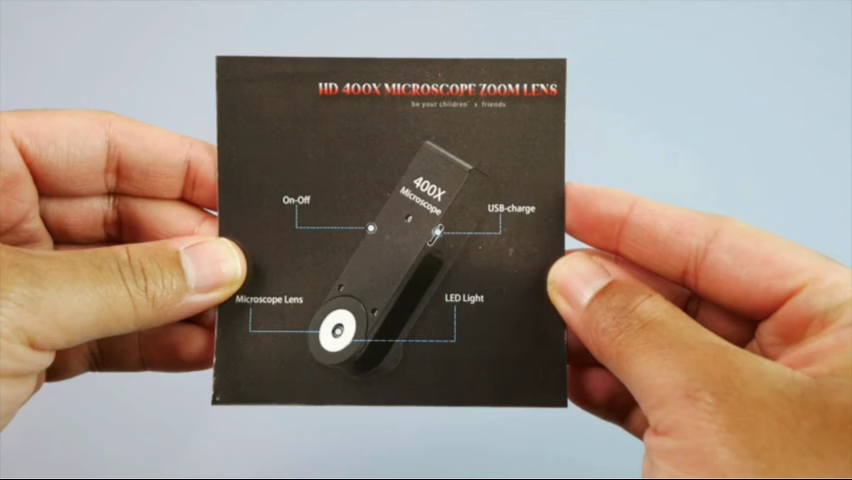 HD 400X MICROSCOPE ZOOM LENS
be your children's friends
400X
Microscope
On-Off
USB-charge
Microscope Lens
LED Light